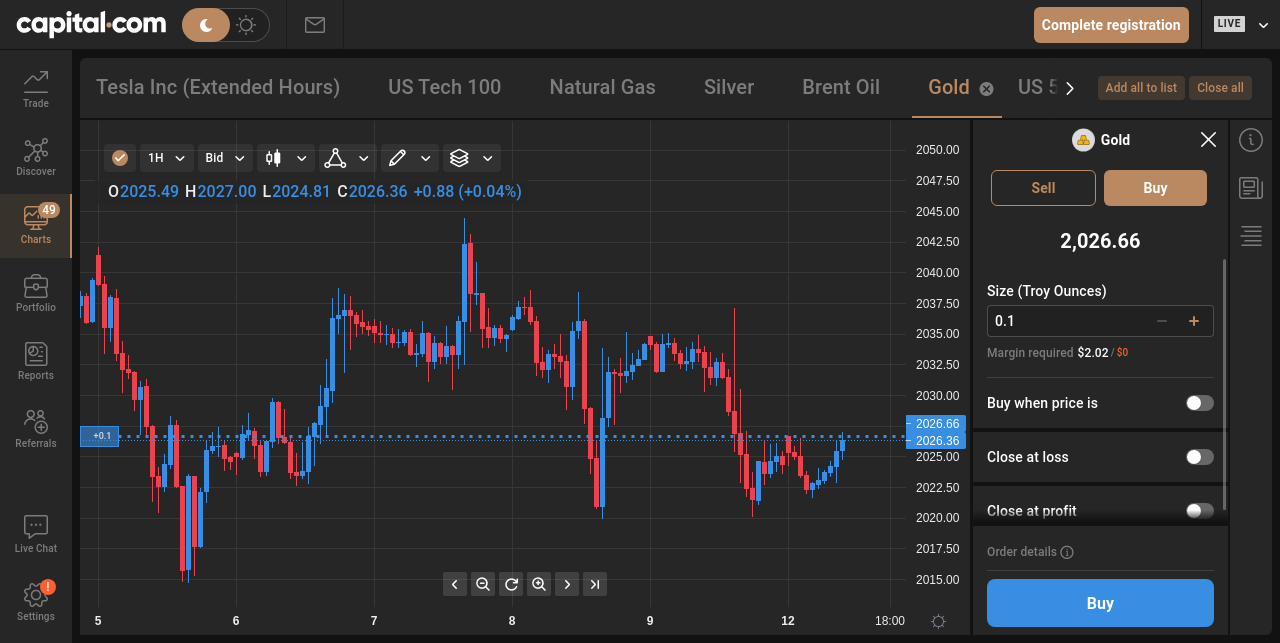 capital.com
Complete registration
LIVE
Trade
Discover
49
Charts
Portfolio
Reports
Referrals
Live Chat
!
Settings
Tesla Inc (Extended Hours)
US Tech 100
Natural Gas
Silver
Brent Oil
Gold
US 5
Add all to list
Close all
1H
Bid
O2025.49 H2027.00 L2024.81 C2026.36 +0.88 (+0.04%)
+0.1
2050.00
2047.50
2045.00
2042.50
2040.00
2037.50
2035.00
2032.50
2030.00
2026.66
2026.36
2025.00
2022.50
2020.00
2017.50
2015.00
5 6 7 8 9 12 18:00
Gold
Sell
Buy
2,026.66
Size (Troy Ounces)
0.1
Margin required $2.02 / $0
Buy when price is
Close at loss
Close at profit
Order details
Buy